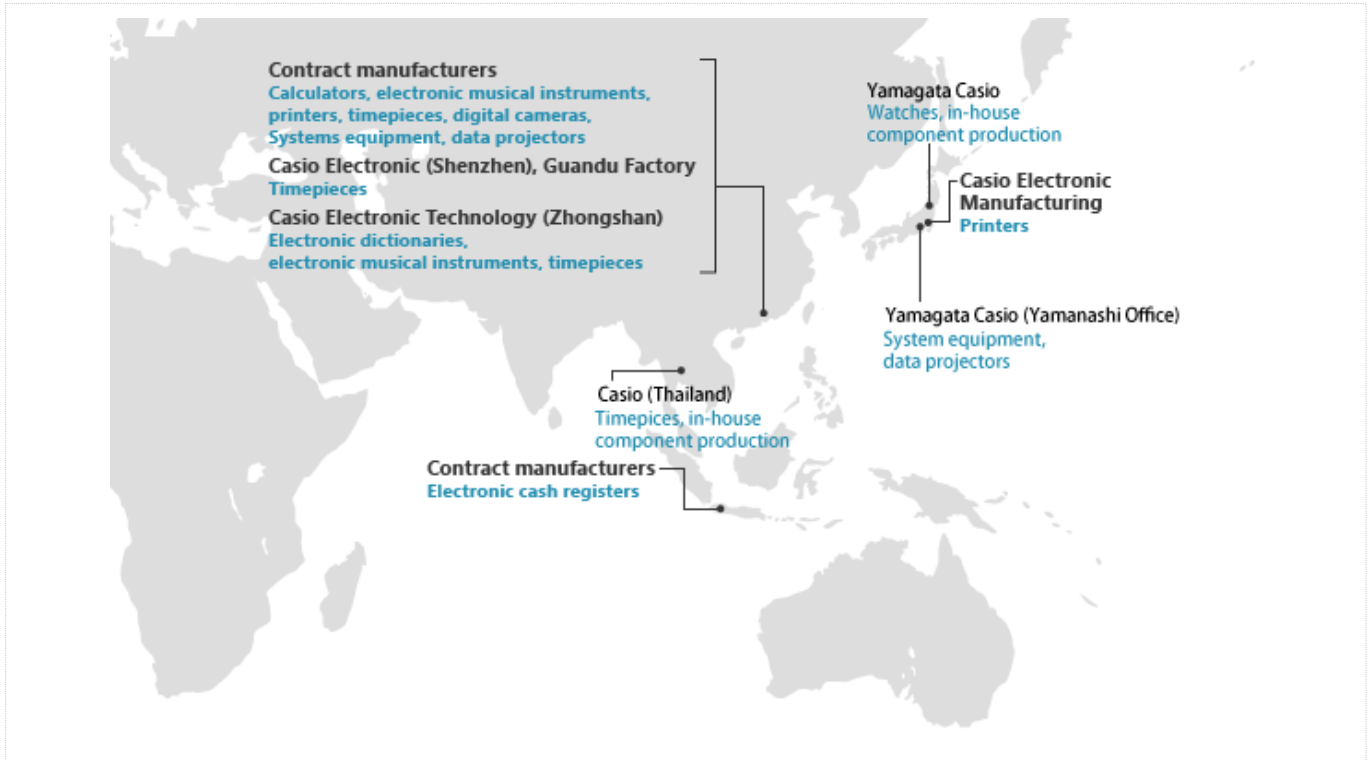 Contract manufacturers
Calculators, electronic musical instruments,
printers, timepieces, digital cameras,
Systems equipment, data projectors
Casio Electronic (Shenzhen), Guandu Factory
Timepieces
Casio Electronic Technology (Zhongshan)
Electronic dictionaries,
electronic musical instruments, timepieces
Yamagata Casio
Watches, in-house
component production
Casio Electronic
Manufacturing
Printers
Yamagata Casio (Yamanashi Office)
System equipment,
data projectors
Casio (Thailand)
Timepices, in-house
component production
Contract manufacturers
Electronic cash registers